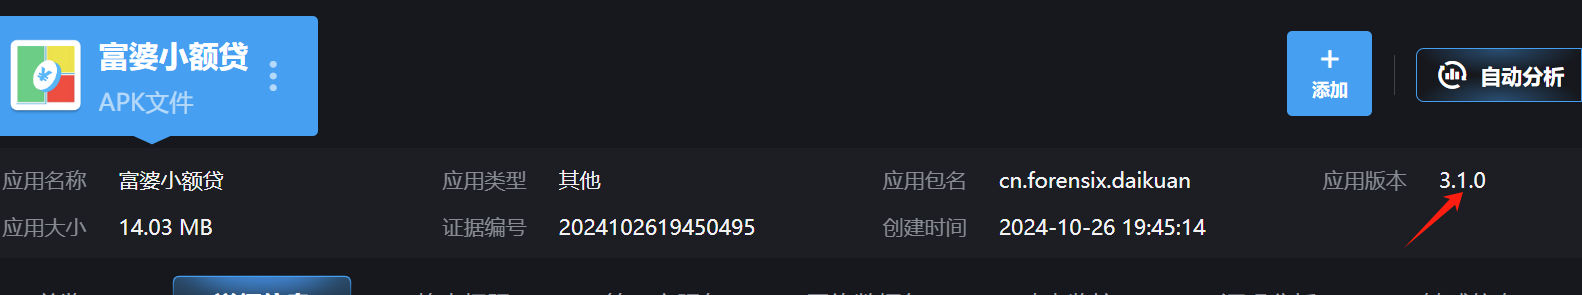 富婆小额贷
APK文件
添加
自动分析
应用名称 富婆小额贷 应用类型 其他 应用包名 cn.forensix.daikuan 应用版本 3.1.0
应用大小 14.03 MB 证据编号 2024102619450495 创建时间 2024-10-26 19:45:14